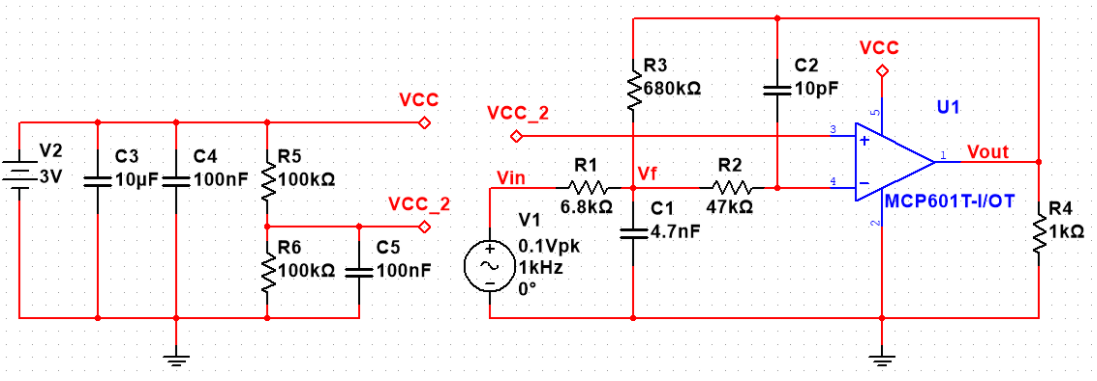 VCC
V2
3V
C3
10µF
C4
100nF
R5
100kΩ
VCC_2
R6
100kΩ
C5
100nF
VCC_2
Vin
R1
6.8kΩ
Vf
V1
0.1Vpk
1kHz
0°
R3
680kΩ
C1
4.7nF
R2
47kΩ
C2
10pF
VCC
5
3
4
2
1
U1
MCP601T-I/OT
Vout
R4
1kΩ